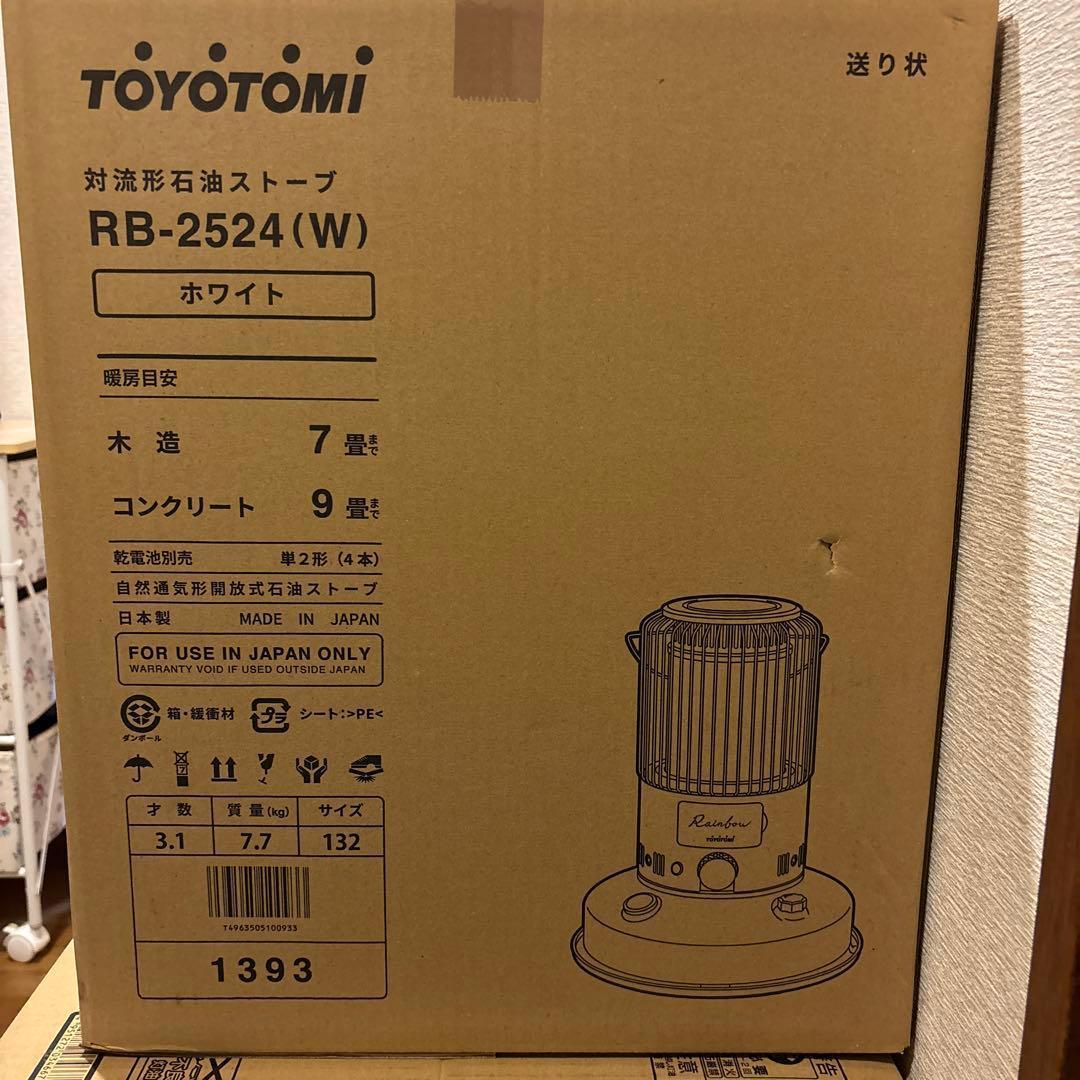 TOYOTOMI
送り状
対流形石油ストーブ
RB-2524(W)
ホワイト
暖房目安
木造 7畳まで
コンクリート 9畳まで
乾電池別売 単2形(4本)
自然通気形開放式石油ストーブ
日本製 MADE IN JAPAN
FOR USE IN JAPAN ONLY
WARRANTY VOID IF USED OUTSIDE JAPAN
ダンボール 箱・緩衝材 プラ シート:>PE<
7
才数 質量(kg) サイズ
3.1 7.7 132
T4963505100933
1393
Rainbow
TOYOTOMI